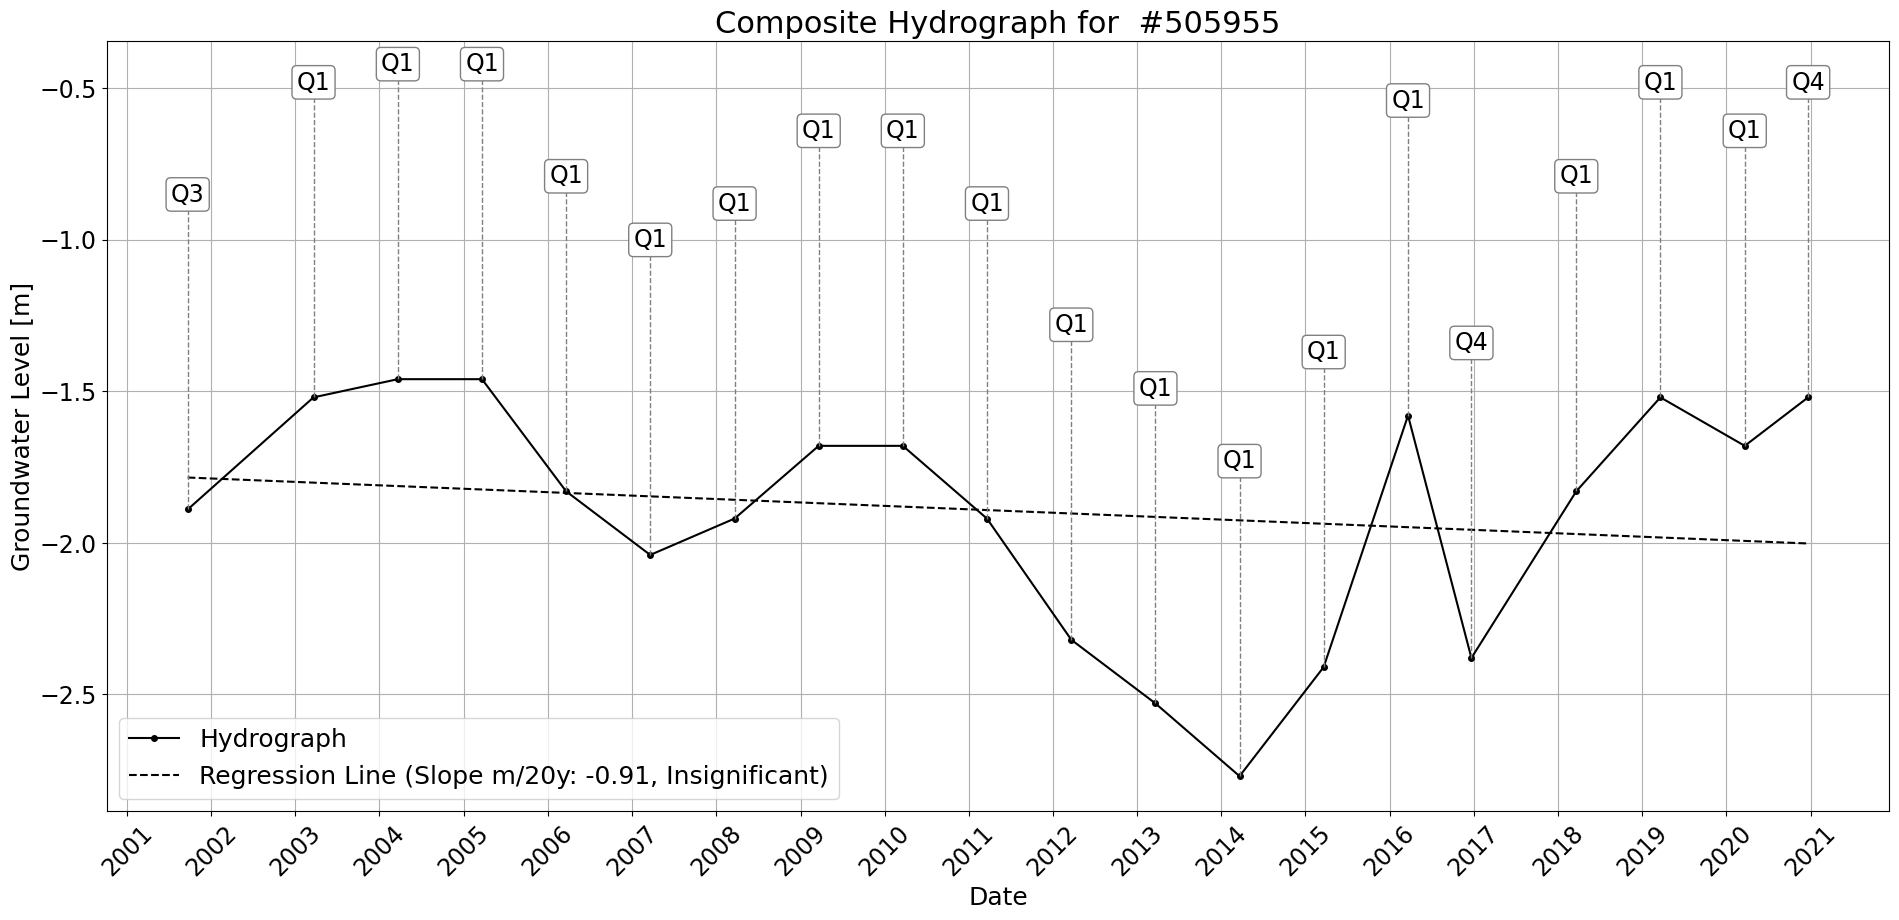 Composite Hydrograph for  #505955
Groundwater Level [m]
−0.5
−1.0
−1.5
−2.0
−2.5
Q3
Q1
Q1
Q1
Q1
Q1
Q1
Q1
Q1
Q1
Q1
Q1
Q1
Q1
Q1
Q4
Q1
Q1
Q1
Q4
Hydrograph
Regression Line (Slope m/20y: -0.91, Insignificant)
2001
2002
2003
2004
2005
2006
2007
2008
2009
2010
2011
2012
2013
2014
2015
2016
2017
2018
2019
2020
2021
Date